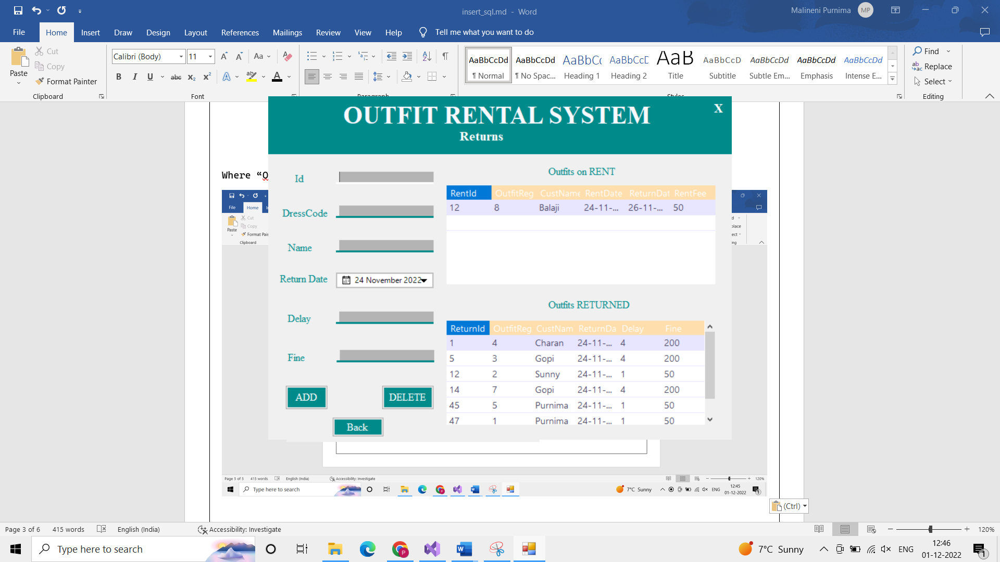 insert_sql.md - Word
Malineni Purnima MP
File Home Insert Draw Design Layout References Mailings Review View Help Tell me what you want to do
Paste
Cut
Copy
Format Painter
Clipboard
Calibri (Body) 11
Font
Paragraph
AaBbCcDd AaBbCcDd AaBbCc AaBbCcD AaB AaBbCcD AaBbCcDd AaBbCcDd AaBbCcDd
¶ Normal ¶ No Spac... Heading 1 Heading 2 Title Subtitle Subtle Em... Emphasis Intense E...
Styles
Find
Replace
Select
Editing
OUTFIT RENTAL SYSTEM
X
Returns
Where “O
Id
DressCode
Name
Return Date 24 November 2022
Delay
Fine
ADD DELETE
Back
Outfits on RENT
RentId OutfitReg CustName RentDate ReturnDat RentFee
12 8 Balaji 24-11-... 26-11-... 50
Outfits RETURNED
ReturnId OutfitReg CustNam ReturnDa Delay Fine
1 4 Charan 24-11-... 4 200
5 3 Gopi 24-11-... 4 200
12 2 Sunny 24-11-... 1 50
14 7 Gopi 24-11-... 4 200
45 5 Purnima 24-11-... 1 50
47 1 Purnima 24-11-... 1 50
File Home
Paste
Cut
Copy
Format Pai
Clipboard
Page 5 of 5 415 words English (India) Accessibility: Investigate 120%
Type here to search 7°C Sunny ENG 12:45
01-12-2022
(Ctrl)
Page 3 of 6 415 words English (India) Accessibility: Investigate 120%
Type here to search 7°C Sunny ENG 12:46
01-12-2022 1